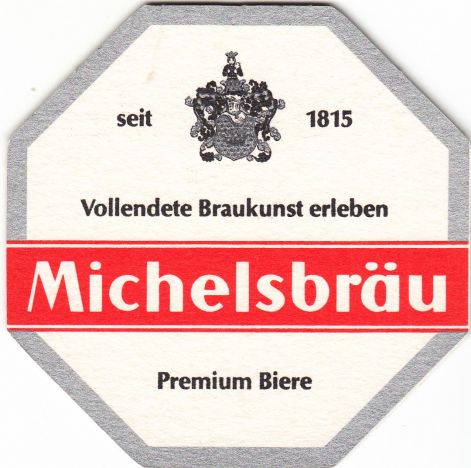 seit 1815
Vollendete Braukunst erleben
Michelsbräu
Premium Biere